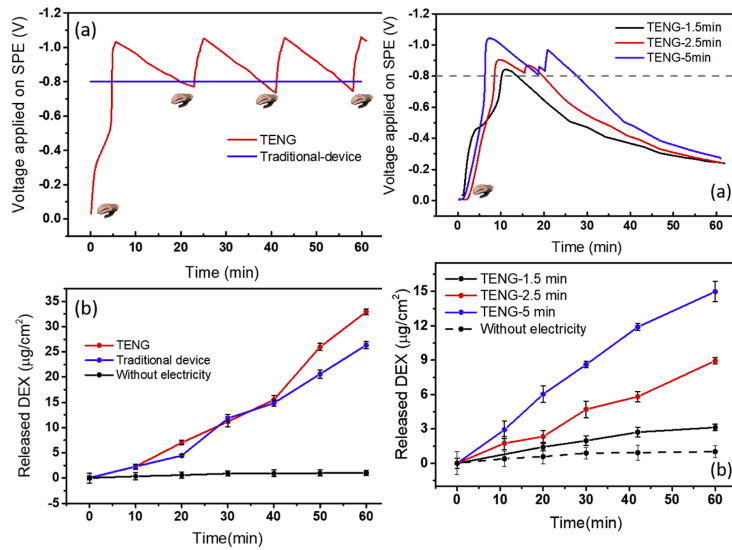 (a)
Voltage applied on SPE (V)
-1.2
-1.0
-0.8
-0.6
-0.4
-0.2
0.0
TENG
Traditional-device
0 10 20 30 40 50 60
Time (min)
Voltage applied on SPE (V)
-1.2
-1.0
-0.8
-0.6
-0.4
-0.2
0.0
TENG-1.5min
TENG-2.5min
TENG-5min
(a)
0 10 20 30 40 50 60
Time (min)
(b)
Released DEX (µg/cm²)
35
30
25
20
15
10
5
0
-5
TENG
Traditional device
Without electricity
0 10 20 30 40 50 60
Time(min)
Released DEX (µg/cm²)
15
12
9
6
3
0
TENG-1.5 min
TENG-2.5 min
TENG-5 min
Without electricity
(b)
0 10 20 30 40 50 60
Time(min)